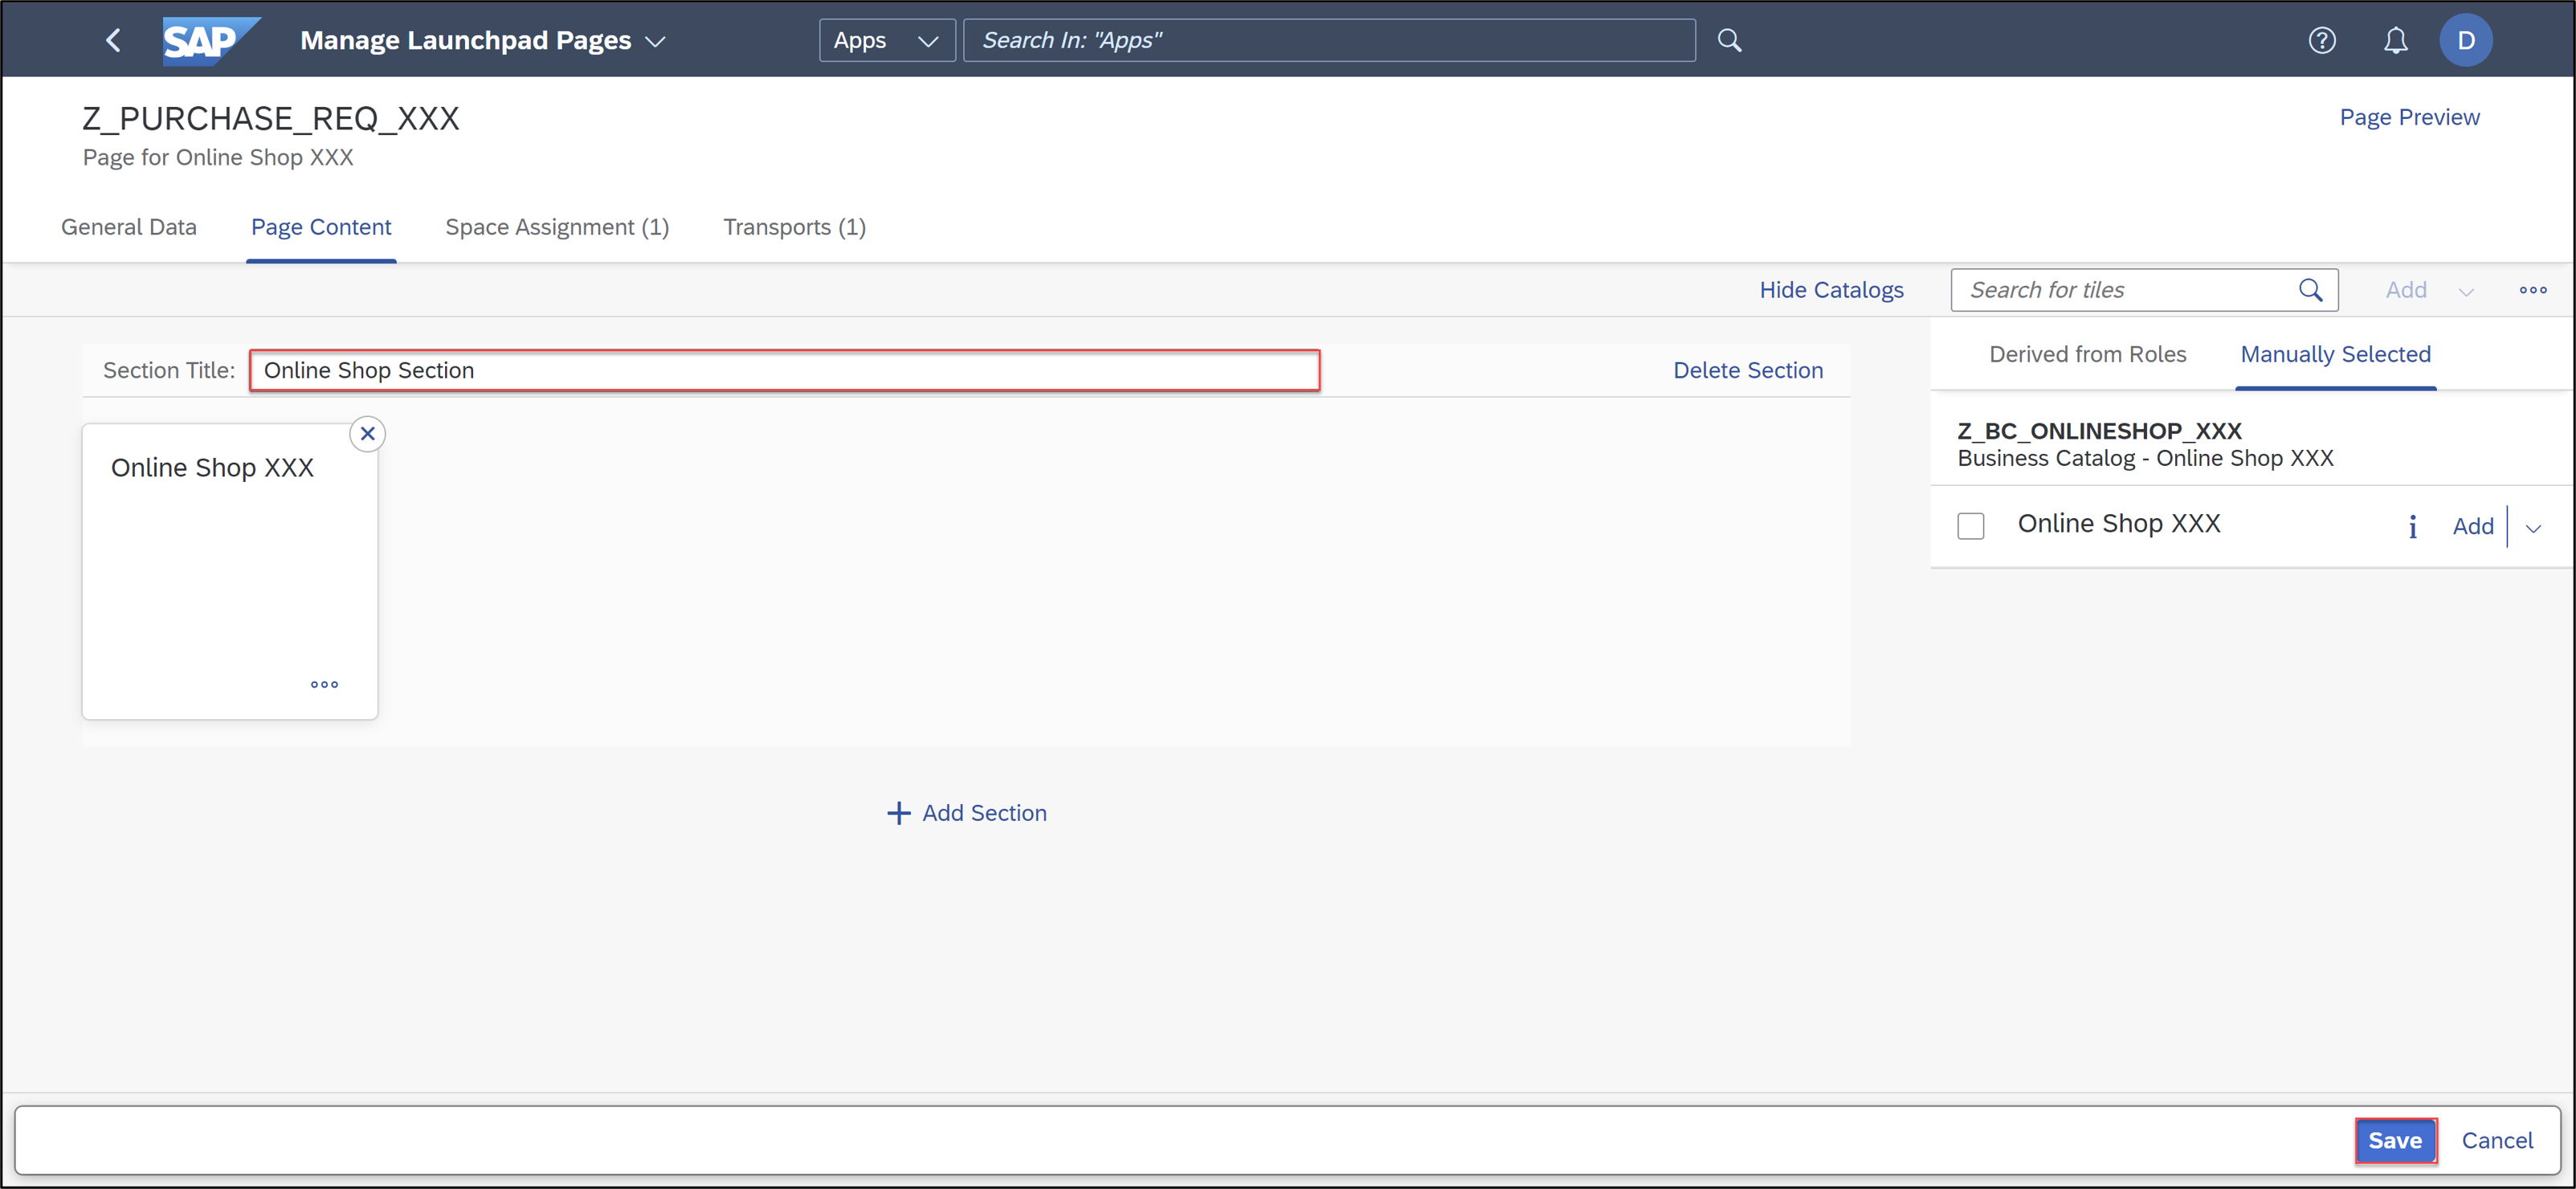 SAP Manage Launchpad Pages Apps Search In: "Apps" D
Z_PURCHASE_REQ_XXX
Page Preview
Page for Online Shop XXX
General Data Page Content Space Assignment (1) Transports (1)
Hide Catalogs Search for tiles Add
Section Title: Online Shop Section Delete Section
Online Shop XXX
Add Section
Derived from Roles Manually Selected
Z_BC_ONLINESHOP_XXX
Business Catalog - Online Shop XXX
Online Shop XXX i Add
Save Cancel